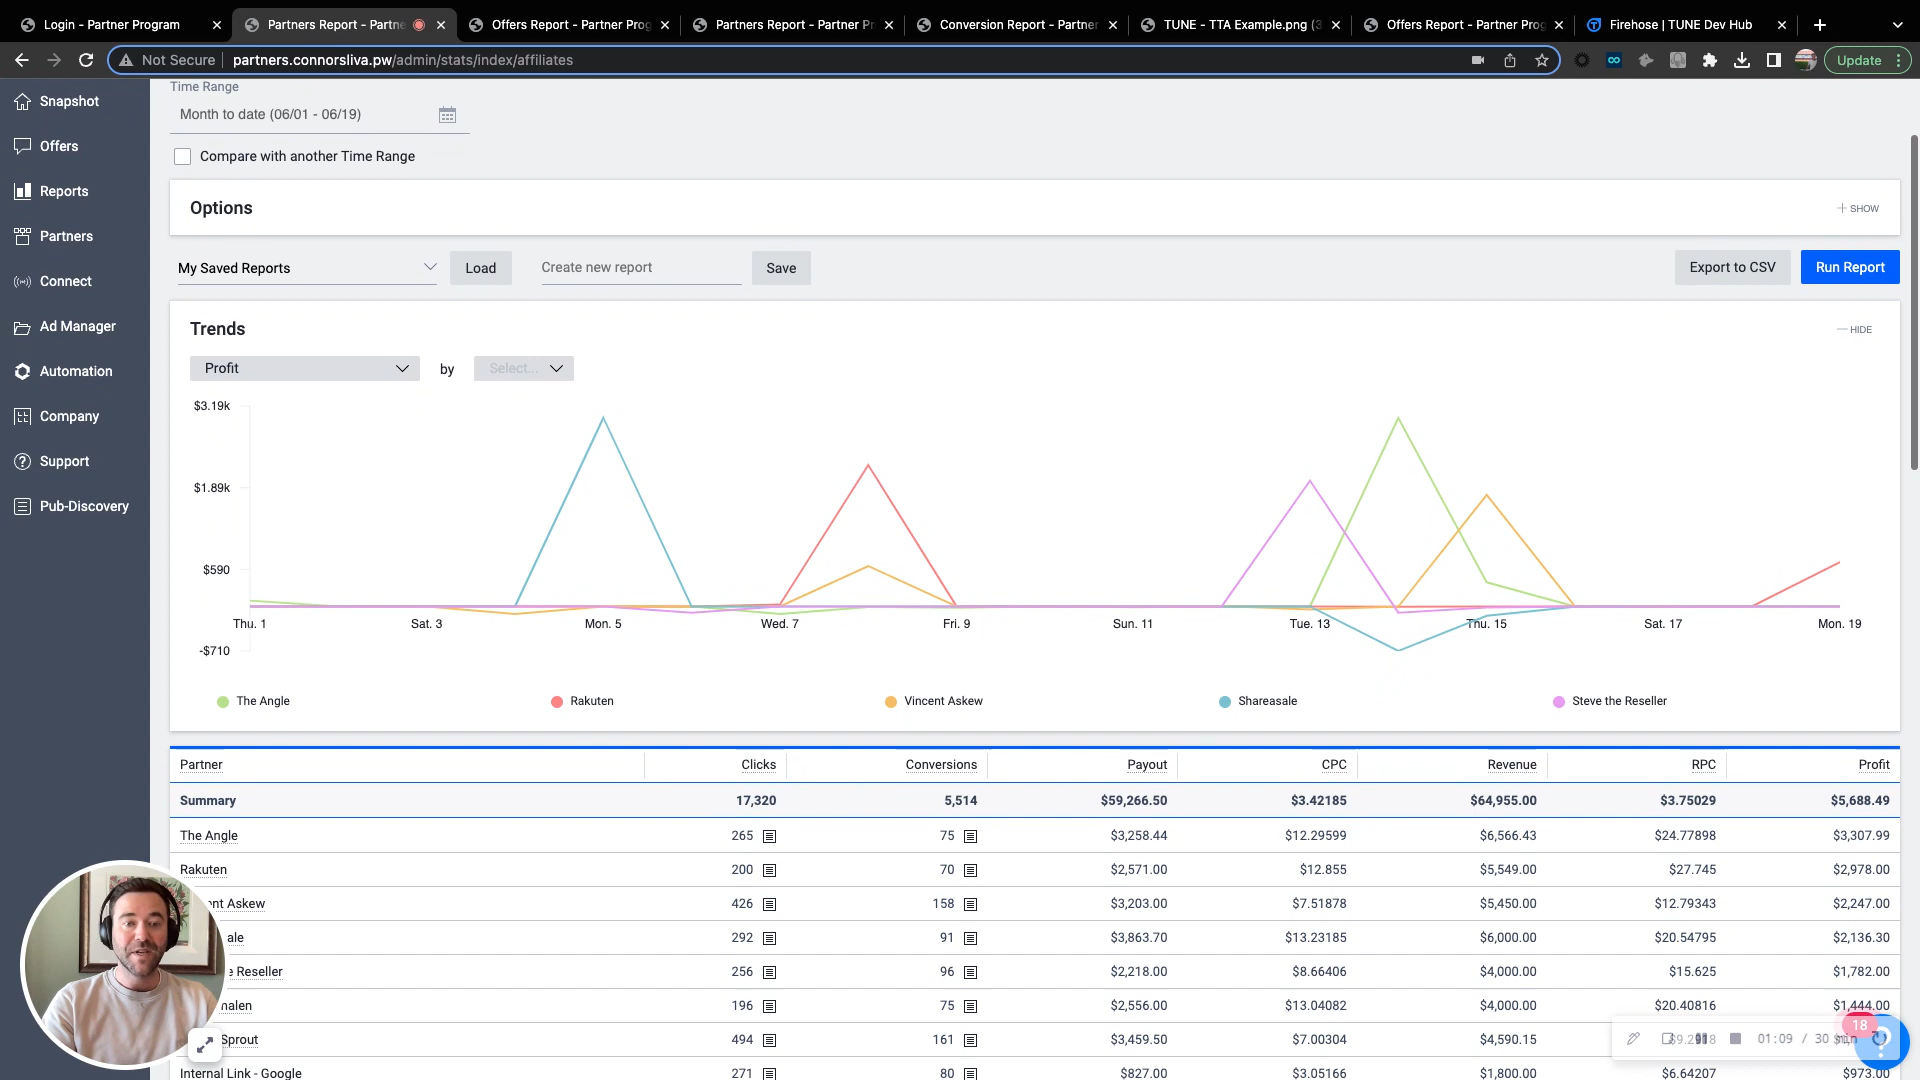 Login - Partner Program
Partners Report - Partne
Offers Report - Partner Prog
Partners Report - Partner Pr
Conversion Report - Partner
TUNE - TTA Example.png (3
Offers Report - Partner Prog
Firehose | TUNE Dev Hub
Not Secure partners.connorsliva.pw/admin/stats/index/affiliates
Update
Snapshot
Offers
Reports
Partners
Connect
Ad Manager
Automation
Company
Support
Pub-Discovery
Time Range
Month to date (06/01 - 06/19)
Compare with another Time Range
Options
SHOW
My Saved Reports
Load
Create new report
Save
Export to CSV
Run Report
Trends
HIDE
Profit
by
Select...
$3.19k
$1.89k
$590
-$710
Thu. 1 Sat. 3 Mon. 5 Wed. 7 Fri. 9 Sun. 11 Tue. 13 Thu. 15 Sat. 17 Mon. 19
The Angle Rakuten Vincent Askew Shareasale Steve the Reseller
Partner Clicks Conversions Payout CPC Revenue RPC Profit
Summary 17,320 5,514 $59,266.50 $3.42185 $64,955.00 $3.75029 $5,688.49
The Angle 265 75 $3,258.44 $12.29599 $6,566.43 $24.77898 $3,307.99
Rakuten 200 70 $2,571.00 $12.855 $5,549.00 $27.745 $2,978.00
nt Askew 426 158 $3,203.00 $7.51878 $5,450.00 $12.79343 $2,247.00
ale 292 91 $3,863.70 $13.23185 $6,000.00 $20.54795 $2,136.30
e Reseller 256 96 $2,218.00 $8.66406 $4,000.00 $15.625 $1,782.00
malen 196 75 $2,556.00 $13.04082 $4,000.00 $20.40816 $1,444.00
Sprout 494 161 $3,459.50 $7.00304 $4,590.15
18
01:09 / 30 min
Internal Link - Google 271 80 $827.00 $3.05166 $1,800.00 $6.64207 $973.00